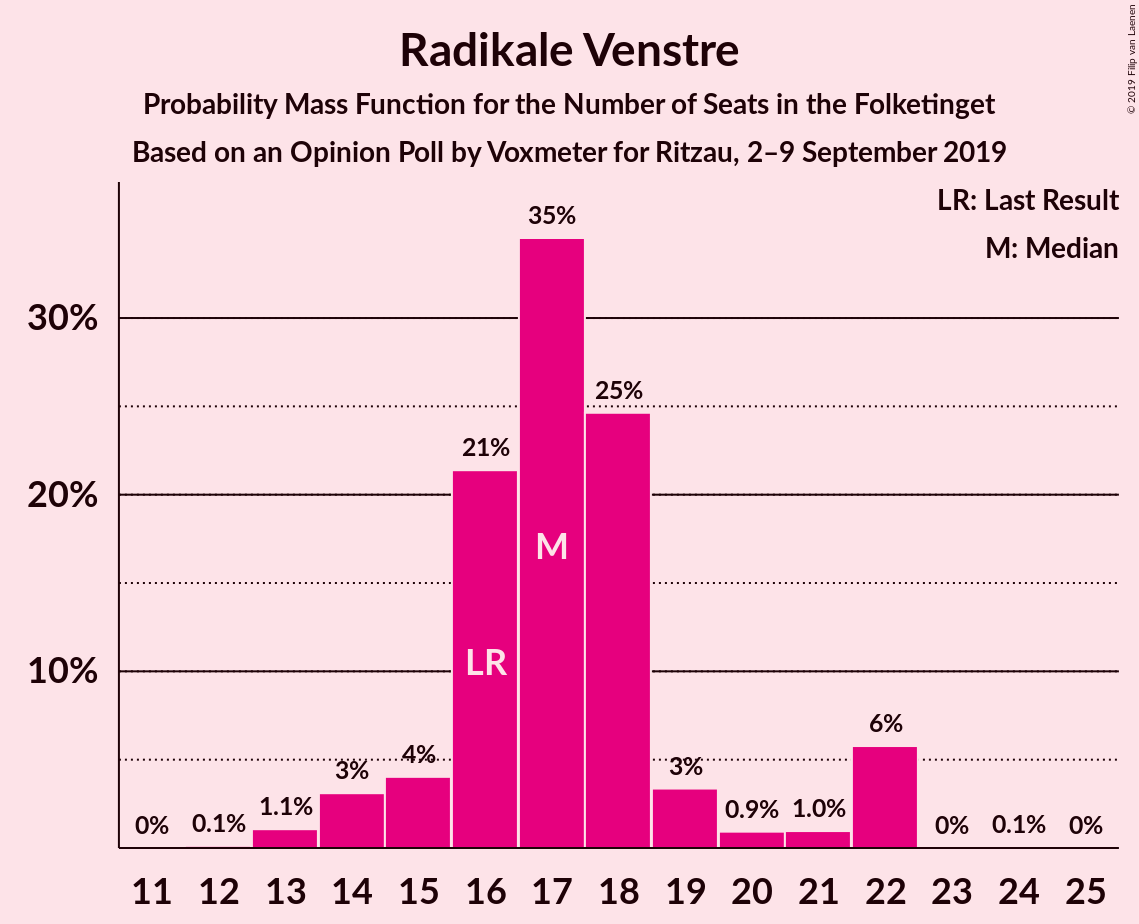 Radikale Venstre
Probability Mass Function for the Number of Seats in the Folketinget
Based on an Opinion Poll by Voxmeter for Ritzau, 2–9 September 2019
© 2019 Filip van Laenen
LR: Last Result
M: Median
30%
20%
10%
0%
0.1%
1.1%
3%
4%
21%
35%
25%
3%
0.9%
1.0%
6%
0%
0.1%
0%
LR
M
11 12 13 14 15 16 17 18 19 20 21 22 23 24 25